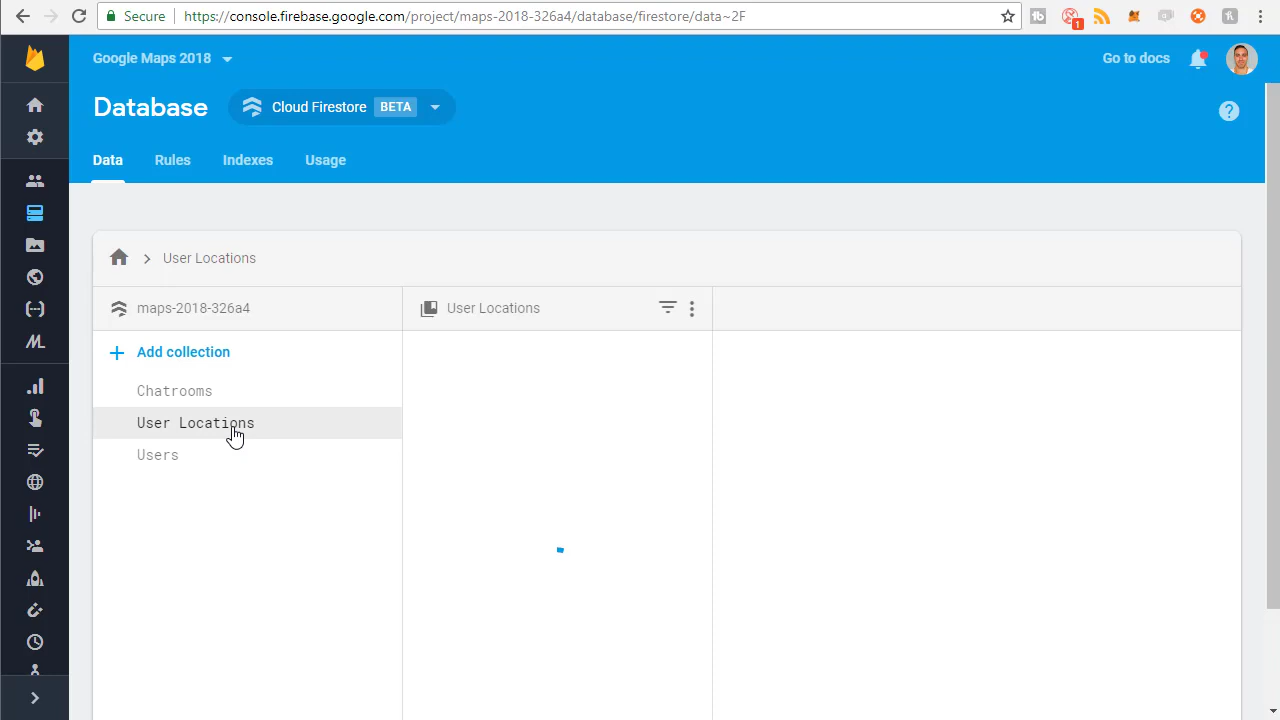 Secure
https://console.firebase.google.com/project/maps-2018-326a4/database/firestore/data~2F
1
Google Maps 2018
Go to docs
Database
Cloud Firestore BETA
Data Rules Indexes Usage
User Locations
maps-2018-326a4
User Locations
Add collection
Chatrooms
User Locations
Users